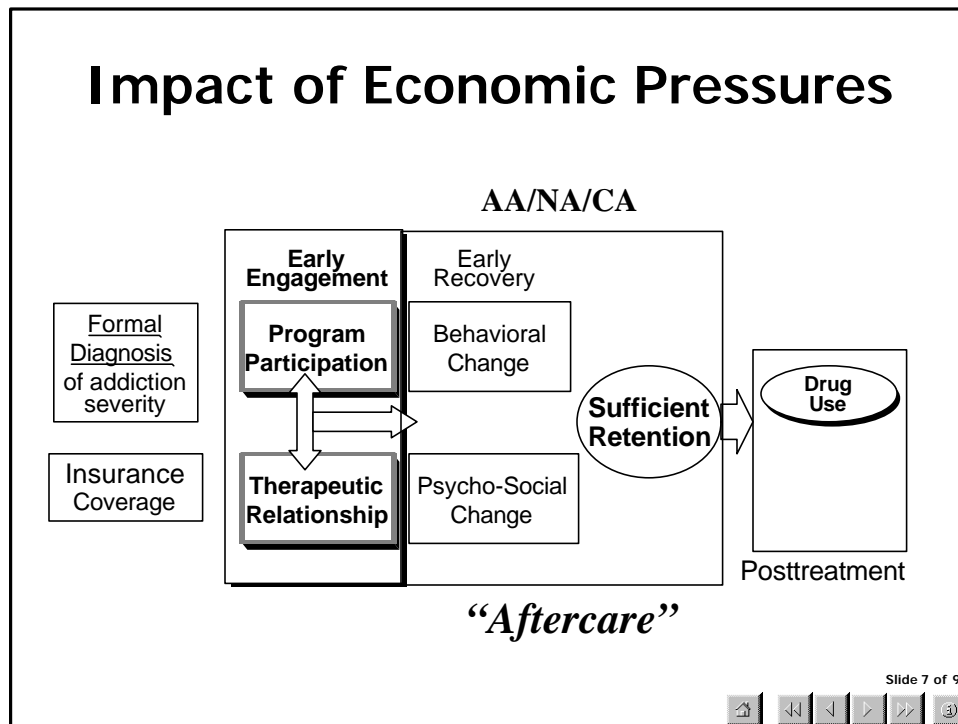 Impact of Economic Pressures
AA/NA/CA
Early
Engagement
Early
Recovery
Formal
Diagnosis
of addiction
severity
Program
Participation
Behavioral
Change
Insurance
Coverage
Therapeutic
Relationship
Psycho-Social
Change
Sufficient
Retention
Drug
Use
Posttreatment
“Aftercare”
Slide 7 of 9